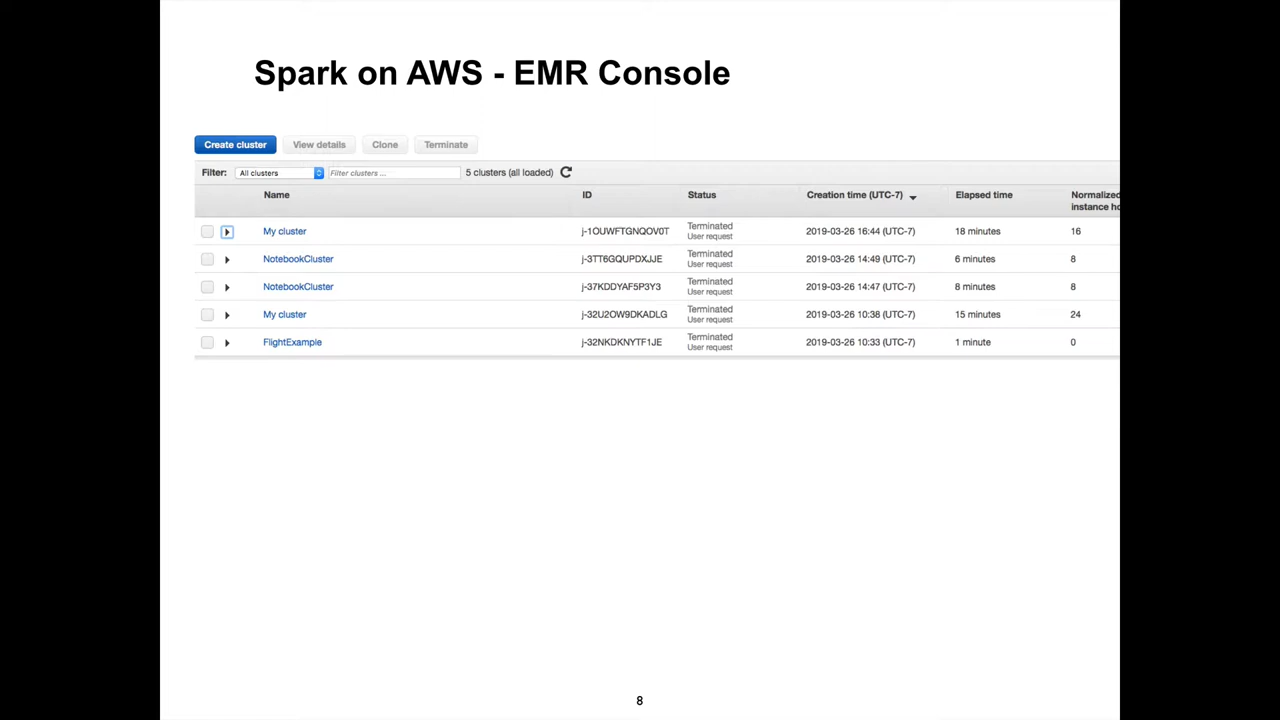 Spark on AWS - EMR Console
Create cluster View details Clone Terminate
Filter: All clusters Filter clusters ... 5 clusters (all loaded)
Name ID Status Creation time (UTC-7) Elapsed time Normalized instance ho
My cluster j-1OUWFTGNQOV0T Terminated User request 2019-03-26 16:44 (UTC-7) 18 minutes 16
NotebookCluster j-3TT6GQUPDXJJE Terminated User request 2019-03-26 14:49 (UTC-7) 6 minutes 8
NotebookCluster j-37KDDYAF5P3Y3 Terminated User request 2019-03-26 14:47 (UTC-7) 8 minutes 8
My cluster j-32U2OW9DKADLG Terminated User request 2019-03-26 10:38 (UTC-7) 15 minutes 24
FlightExample j-32NKDKNYTF1JE Terminated User request 2019-03-26 10:33 (UTC-7) 1 minute 0
8